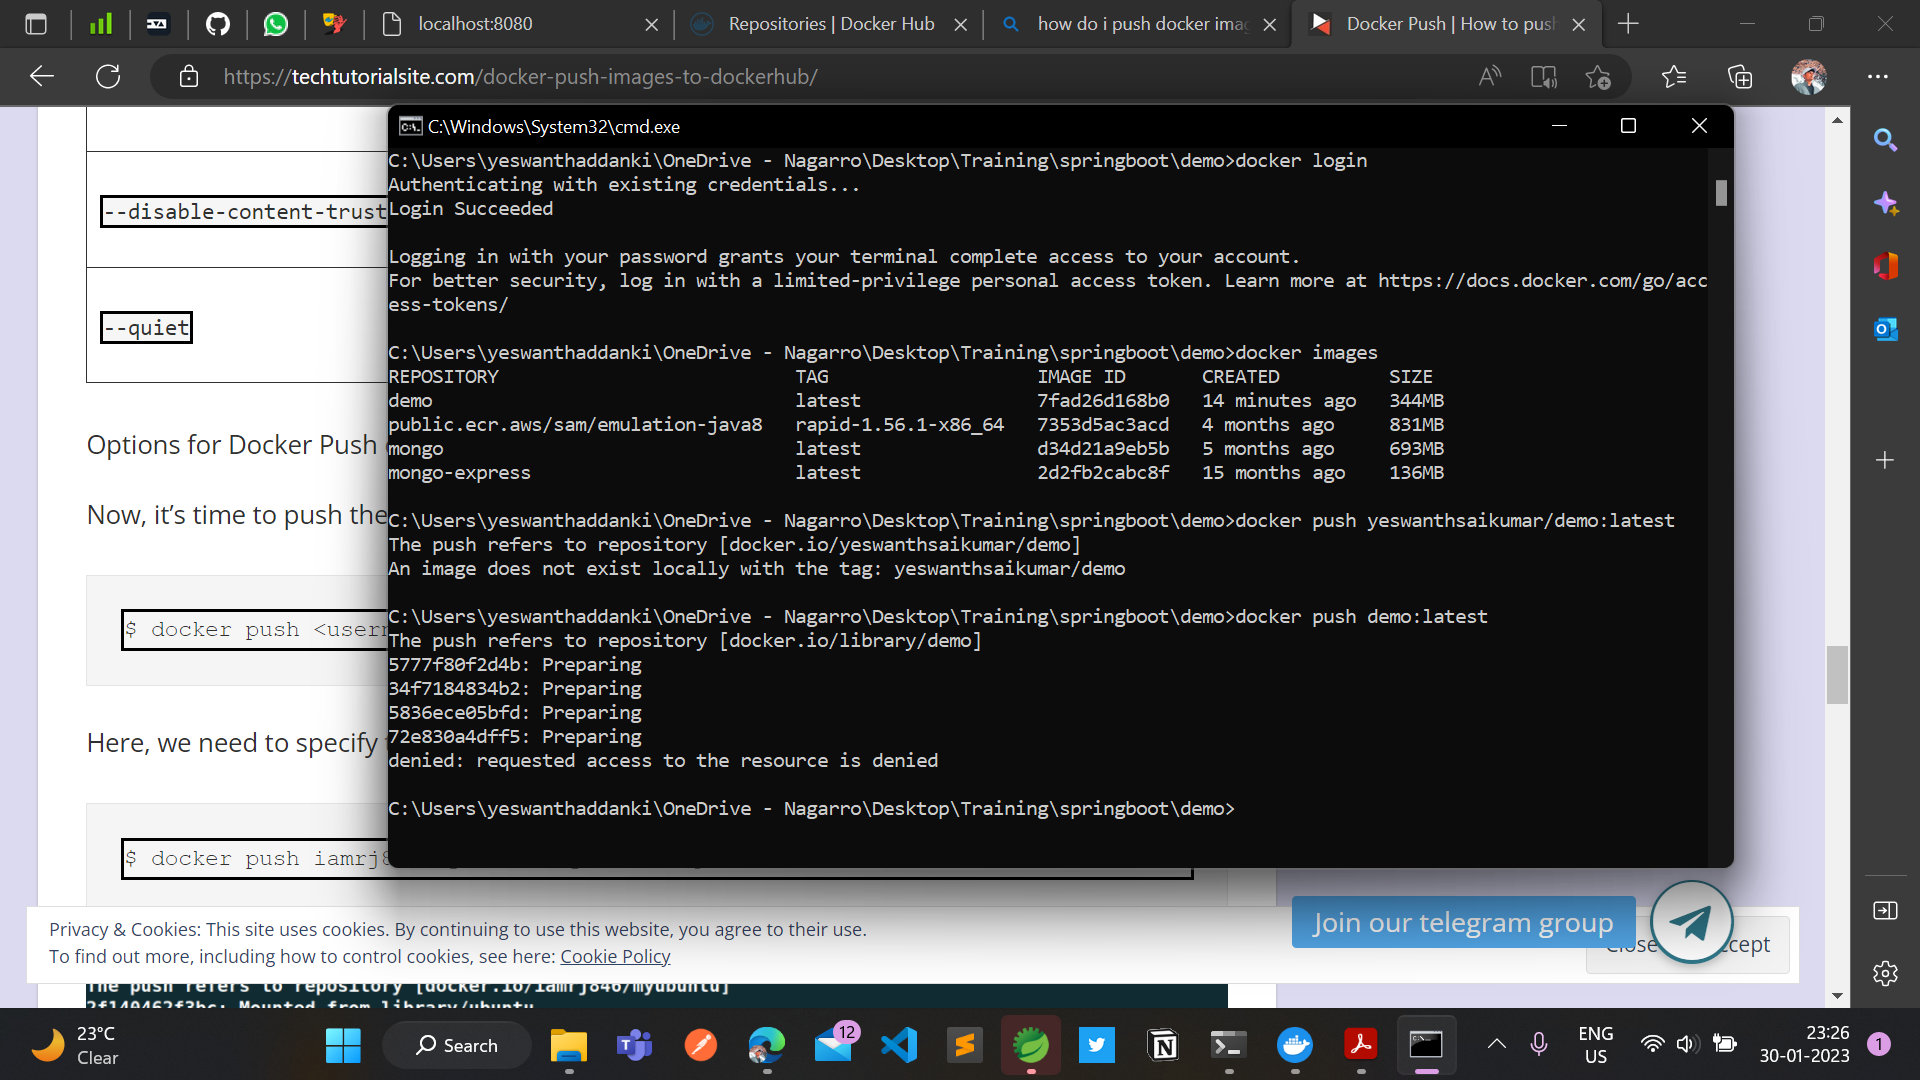 localhost:8080
Repositories | Docker Hub
how do i push docker imag
Docker Push | How to push
https://techtutorialsite.com/docker-push-images-to-dockerhub/
C:\Windows\System32\cmd.exe
C:\Users\yeswanthaddanki\OneDrive - Nagarro\Desktop\Training\springboot\demo>docker login
Authenticating with existing credentials...
Login Succeeded
Logging in with your password grants your terminal complete access to your account.
For better security, log in with a limited-privilege personal access token. Learn more at https://docs.docker.com/go/acc
ess-tokens/
C:\Users\yeswanthaddanki\OneDrive - Nagarro\Desktop\Training\springboot\demo>docker images
REPOSITORY TAG IMAGE ID CREATED SIZE
demo latest 7fad26d168b0 14 minutes ago 344MB
public.ecr.aws/sam/emulation-java8 rapid-1.56.1-x86_64 7353d5ac3acd 4 months ago 831MB
mongo latest d34d21a9eb5b 5 months ago 693MB
mongo-express latest 2d2fb2cabc8f 15 months ago 136MB
C:\Users\yeswanthaddanki\OneDrive - Nagarro\Desktop\Training\springboot\demo>docker push yeswanthsaikumar/demo:latest
The push refers to repository [docker.io/yeswanthsaikumar/demo]
An image does not exist locally with the tag: yeswanthsaikumar/demo
C:\Users\yeswanthaddanki\OneDrive - Nagarro\Desktop\Training\springboot\demo>docker push demo:latest
The push refers to repository [docker.io/library/demo]
5777f80f2d4b: Preparing
34f7184834b2: Preparing
5836ece05bfd: Preparing
72e830a4dff5: Preparing
denied: requested access to the resource is denied
C:\Users\yeswanthaddanki\OneDrive - Nagarro\Desktop\Training\springboot\demo>
--disable-content-trust
--quiet
Options for Docker Push
Now, it's time to push the
$ docker push <usern
Here, we need to specify
$ docker push iamrj8
Join our telegram group
Privacy & Cookies: This site uses cookies. By continuing to use this website, you agree to their use.
To find out more, including how to control cookies, see here: Cookie Policy
Close
cept
The push refers to repository [docker.io/iamrj846/myubuntu]
2f140462f3bc: Mounted from library/ubuntu
23°C
Clear
Search
12
ENG
US
23:26
30-01-2023
1